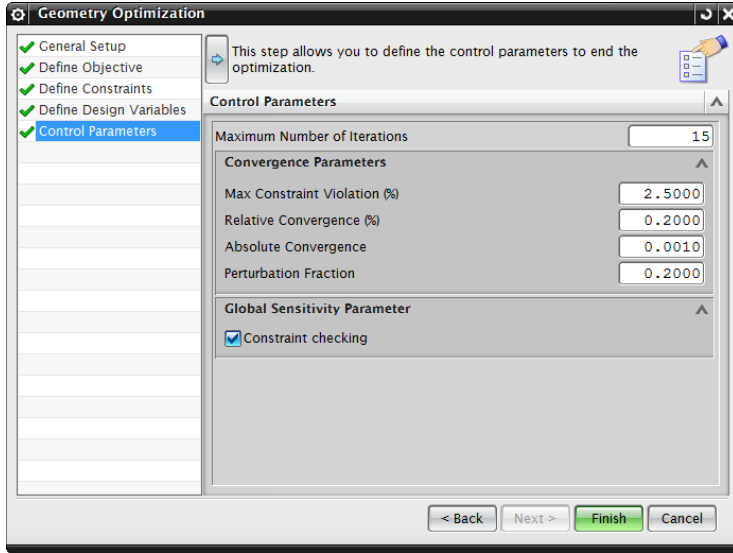 Geometry Optimization
General Setup
Define Objective
Define Constraints
Define Design Variables
Control Parameters
This step allows you to define the control parameters to end the
optimization.
Control Parameters
Maximum Number of Iterations 15
Convergence Parameters
Max Constraint Violation (%) 2.5000
Relative Convergence (%) 0.2000
Absolute Convergence 0.0010
Perturbation Fraction 0.2000
Global Sensitivity Parameter
Constraint checking
< Back Next > Finish Cancel